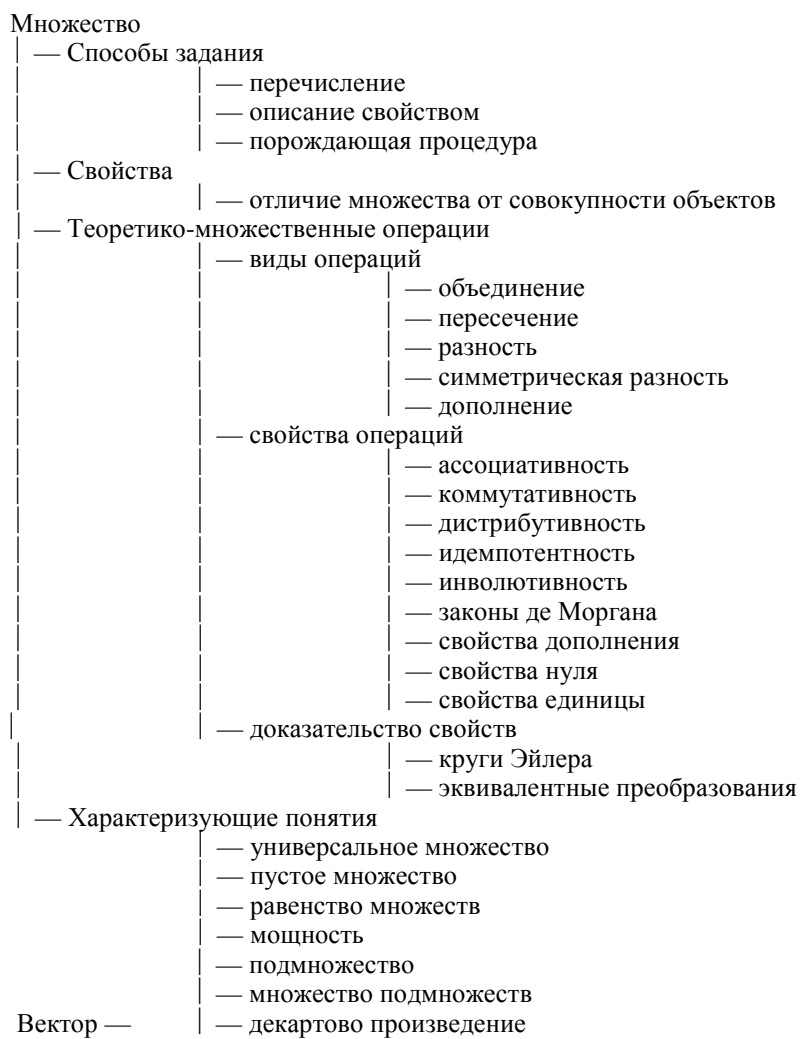 Множество
— Способы задания
— перечисление
— описание свойством
— порождающая процедура
— Свойства
— отличие множества от совокупности объектов
— Теоретико-множественные операции
— виды операций
— объединение
— пересечение
— разность
— симметрическая разность
— дополнение
— свойства операций
— ассоциативность
— коммутативность
— дистрибутивность
— идемпотентность
— инволютивность
— законы де Моргана
— свойства дополнения
— свойства нуля
— свойства единицы
— доказательство свойств
— круги Эйлера
— эквивалентные преобразования
— Характеризующие понятия
— универсальное множество
— пустое множество
— равенство множеств
— мощность
— подмножество
— множество подмножеств
Вектор — — декартово произведение